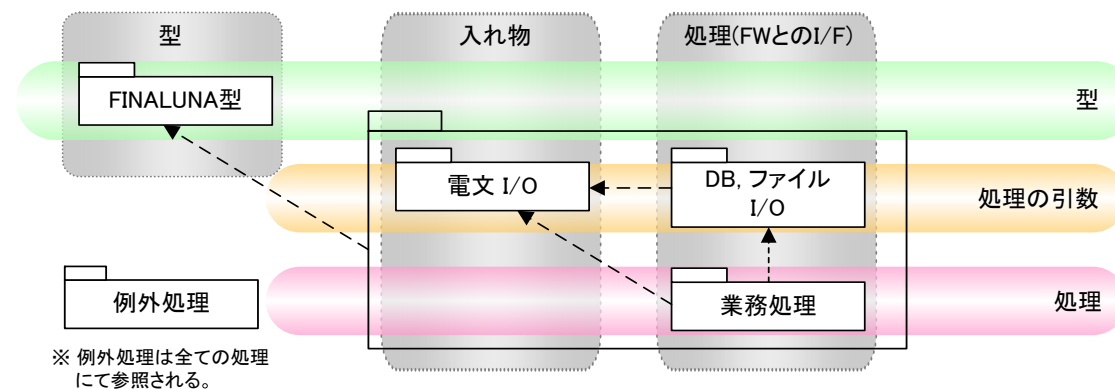 型
入れ物
処理(FWとのI/F)
FINALUNA型
型
電文 I/O
DB, ファイル
I/O
処理の引数
例外処理
業務処理
処理
※ 例外処理は全ての処理
にて参照される。